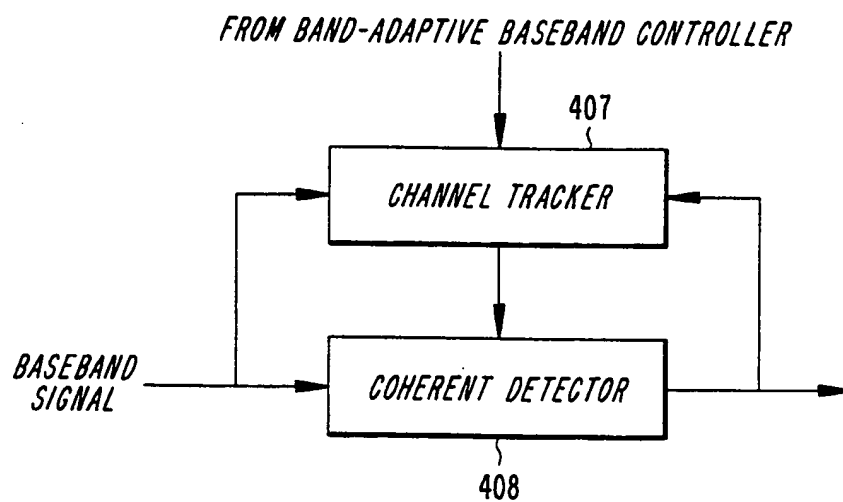 FROM BAND-ADAPTIVE BASEBAND CONTROLLER
407
CHANNEL TRACKER
BASEBAND
SIGNAL
COHERENT DETECTOR
408